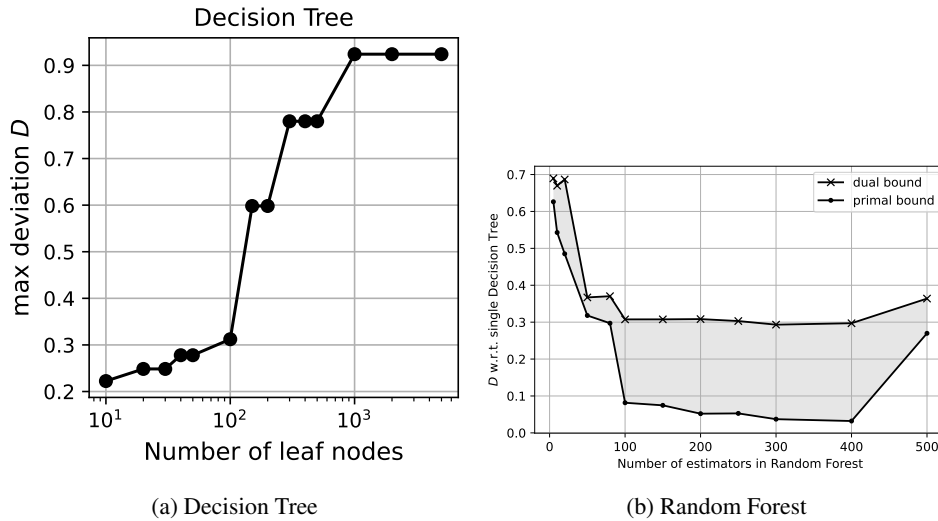 Decision Tree
max deviation D
0.9
0.8
0.7
0.6
0.5
0.4
0.3
0.2
10¹
10²
10³
Number of leaf nodes
(a) Decision Tree
D w.r.t. single Decision Tree
0.7
0.6
0.5
0.4
0.3
0.2
0.1
0.0
dual bound
primal bound
0
100
200
300
400
500
Number of estimators in Random Forest
(b) Random Forest